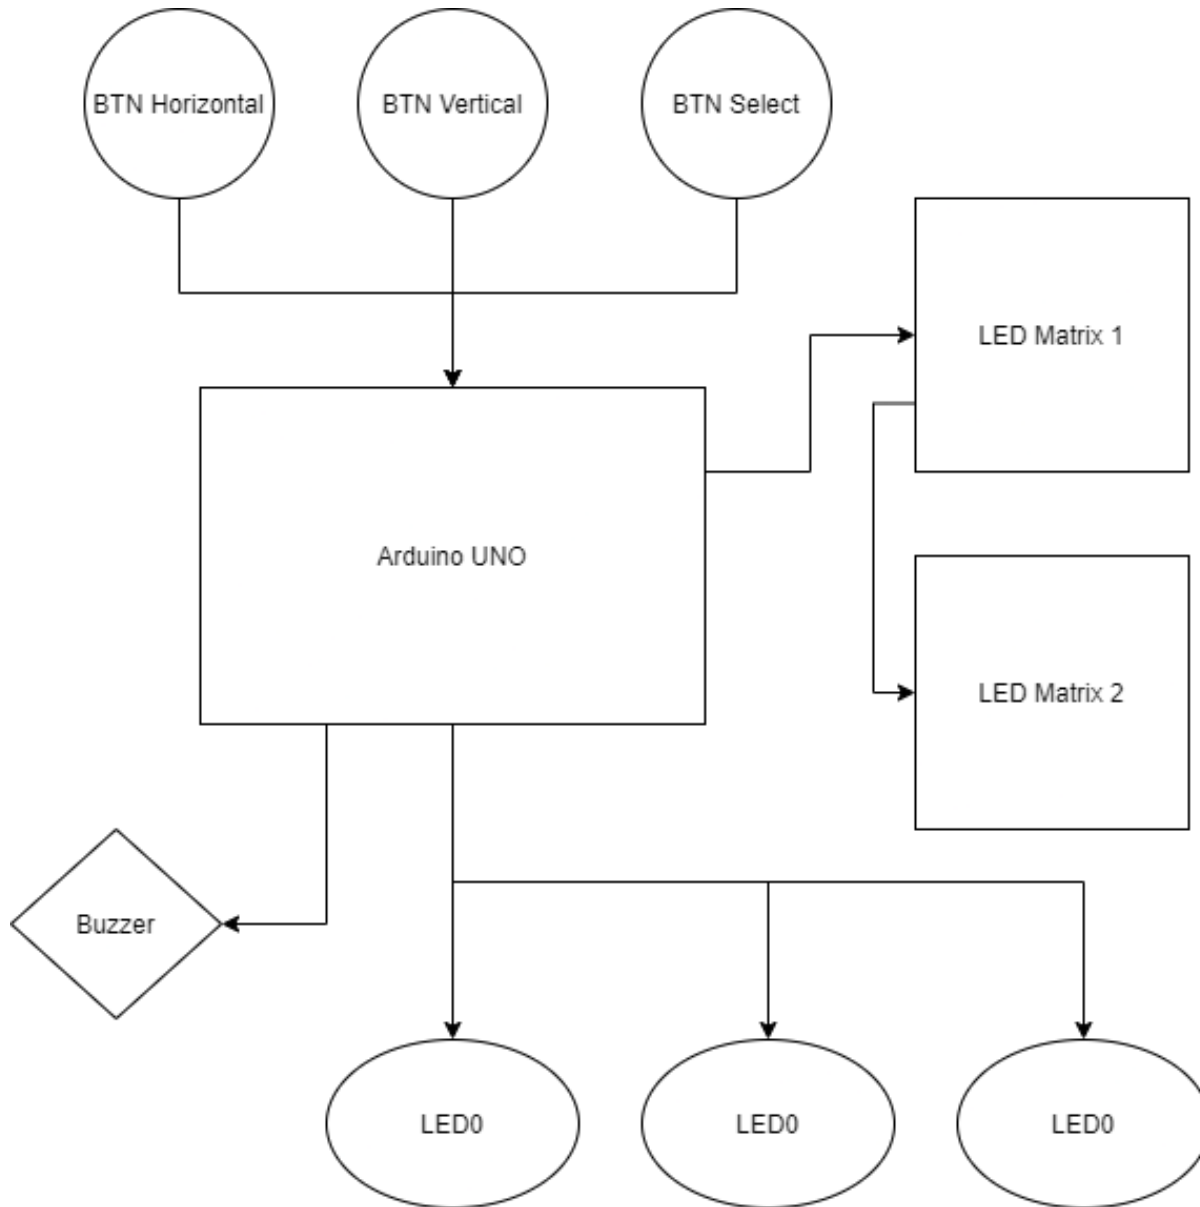 BTN Horizontal
BTN Vertical
BTN Select
LED Matrix 1
Arduino UNO
LED Matrix 2
Buzzer
LED0
LED0
LED0